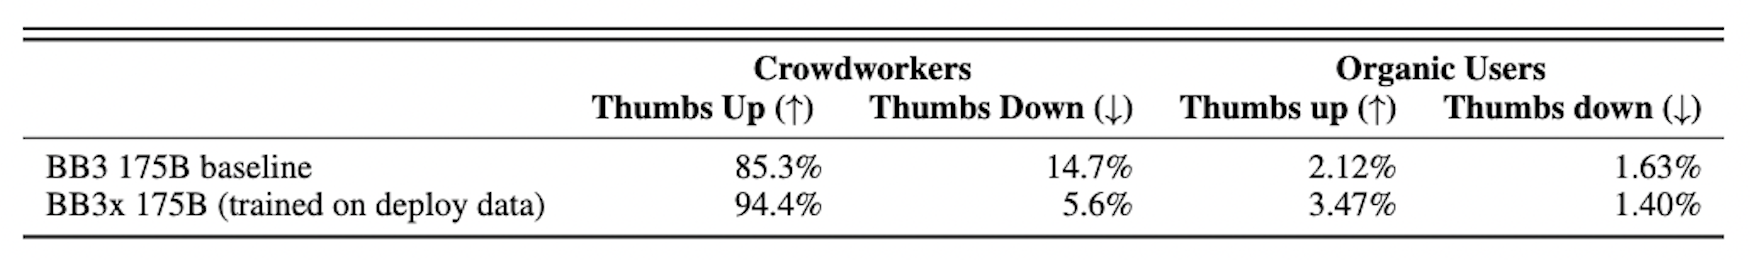 Crowdworkers Organic Users
Thumbs Up (↑) Thumbs Down (↓) Thumbs up (↑) Thumbs down (↓)
BB3 175B baseline 85.3% 14.7% 2.12% 1.63%
BB3x 175B (trained on deploy data) 94.4% 5.6% 3.47% 1.40%